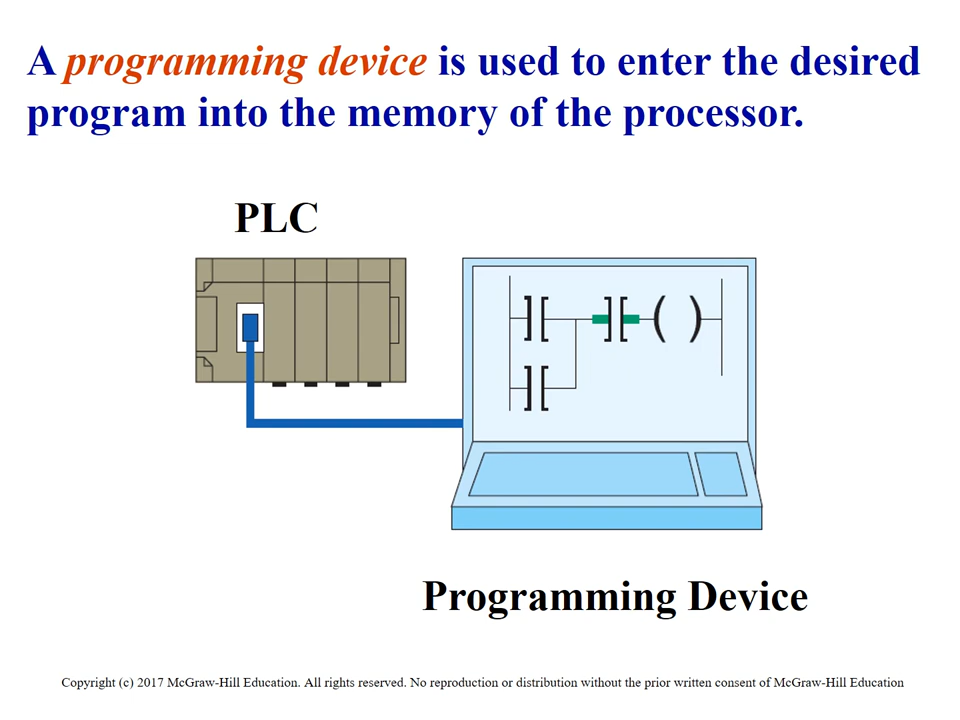 A programming device is used to enter the desired
program into the memory of the processor.
PLC
Programming Device
Copyright (c) 2017 McGraw-Hill Education. All rights reserved. No reproduction or distribution without the prior written consent of McGraw-Hill Education